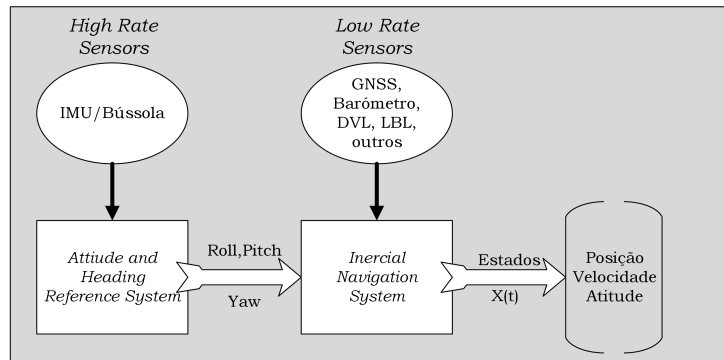 High Rate
Sensors
Low Rate
Sensors
IMU/Bússola
GNSS,
Barómetro,
DVL, LBL,
outros
Attiude and
Heading
Reference System
Roll,Pitch
Yaw
Inercial
Navigation
System
Estados
X(t)
Posição
Velocidade
Atitude